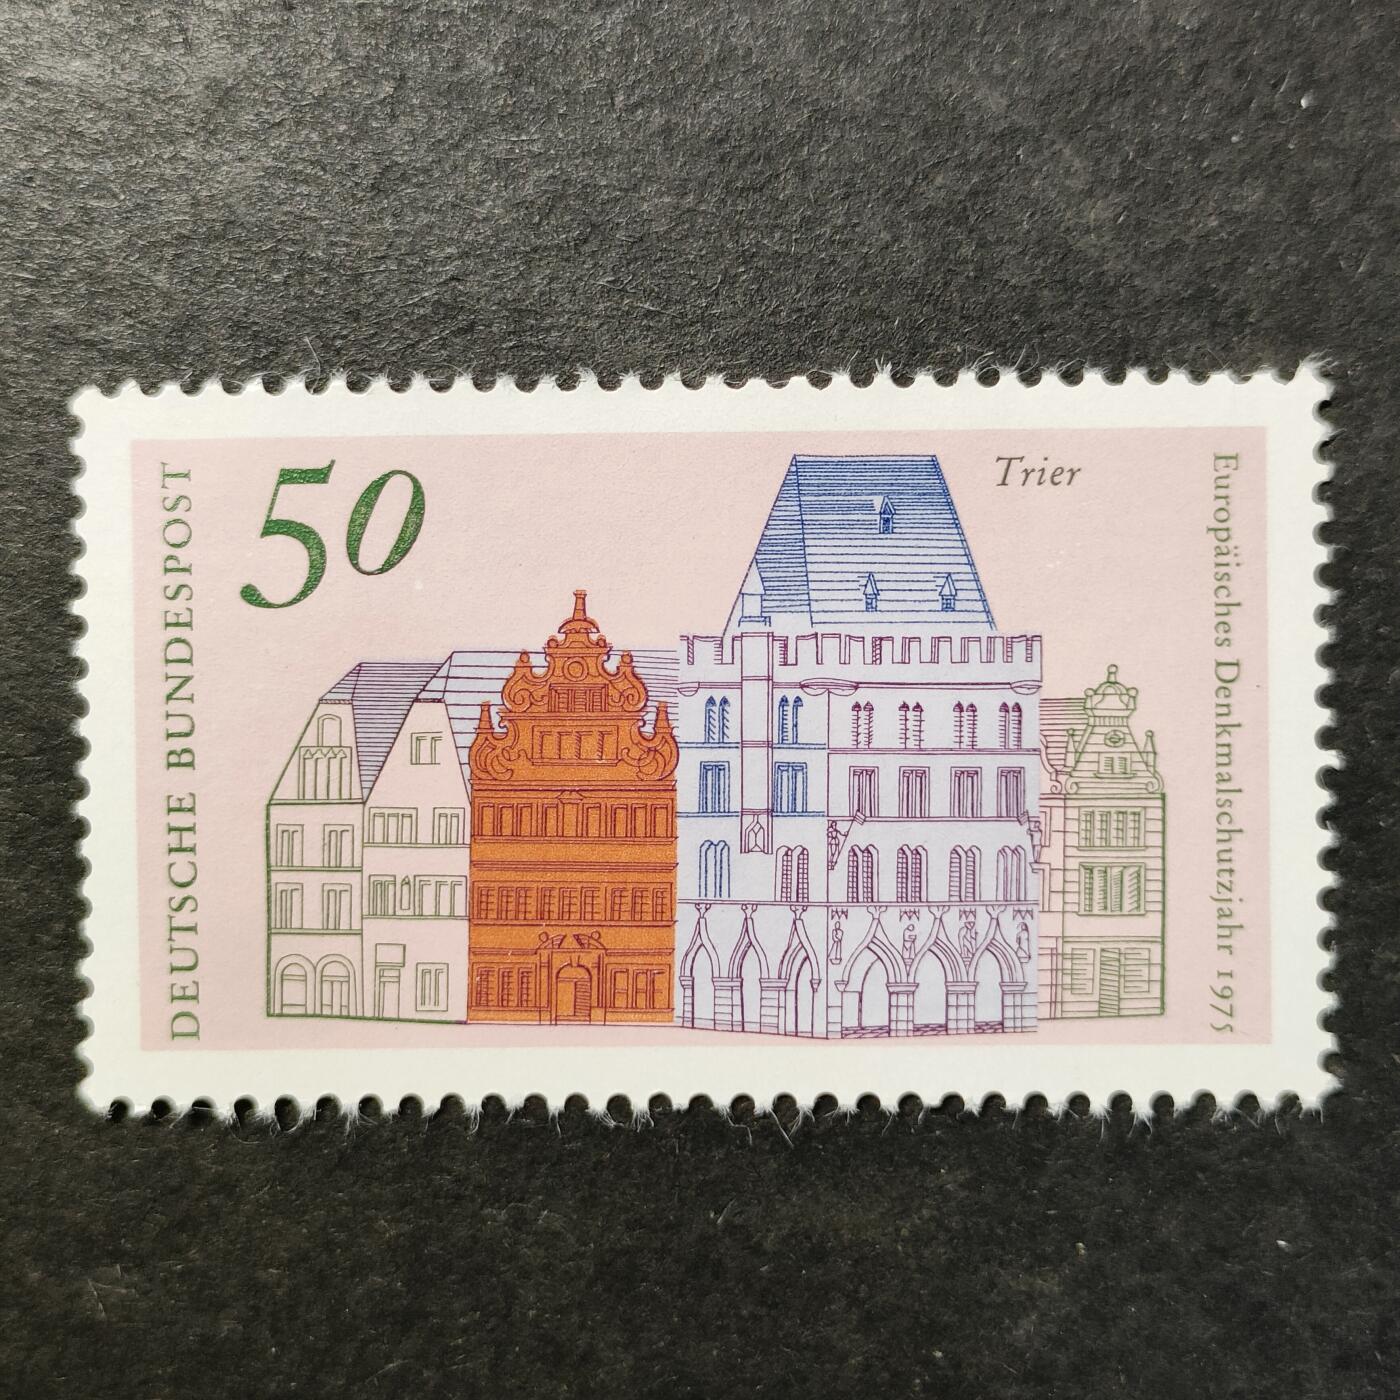 DEUTSCHE BUNDESPOST
50
Trier
Europäisches Denkmalschutzjahr 1975